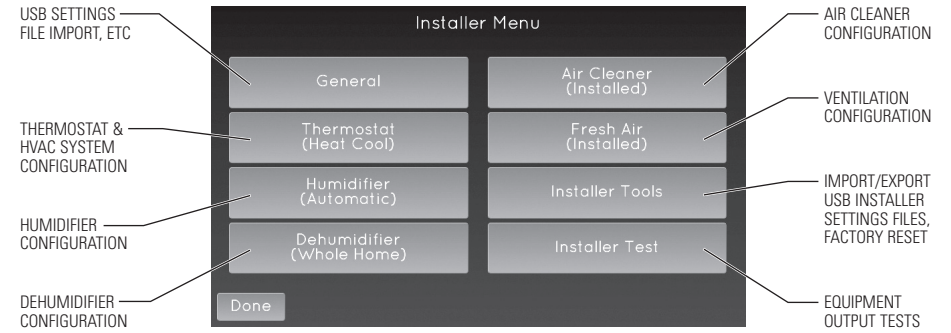 USB SETTINGS
FILE IMPORT, ETC
THERMOSTAT &
HVAC SYSTEM
CONFIGURATION
HUMIDIFIER
CONFIGURATION
DEHUMIDIFIER
CONFIGURATION
Installer Menu
General
Air Cleaner
(Installed)
Thermostat
(Heat Cool)
Fresh Air
(Installed)
Humidifier
(Automatic)
Installer Tools
Dehumidifier
(Whole Home)
Installer Test
Done
AIR CLEANER
CONFIGURATION
VENTILATION
CONFIGURATION
IMPORT/EXPORT
USB INSTALLER
SETTINGS FILES,
FACTORY RESET
EQUIPMENT
OUTPUT TESTS